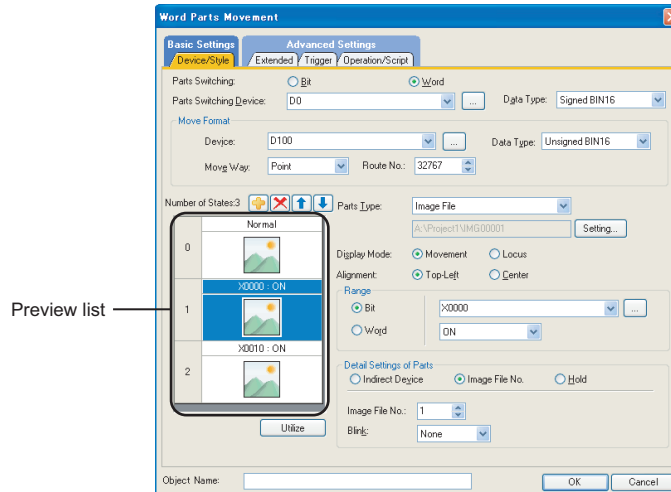 Word Parts Movement
Basic Settings Advanced Settings
Device/Style Extended Trigger Operation/Script
Parts Switching: Bit Word
Parts Switching Device: D0 ... Data Type: Signed BIN16
Move Format
Device: D100 ... Data Type: Unsigned BIN16
Move Way: Point Route No.: 32767
Number of States:3 Parts Type: Image File
A:\Project1\IMG00001 Setting...
Normal
0
Display Mode: Movement Locus
Alignment: Top-Left Center
X0000 : ON
1
Range
Bit X0000 ...
Word ON
Preview list
X0010 : ON
2
Detail Settings of Parts
Indirect Device Image File No. Hold
Image File No.: 1
Utilize
Blink: None
Object Name: OK Cancel